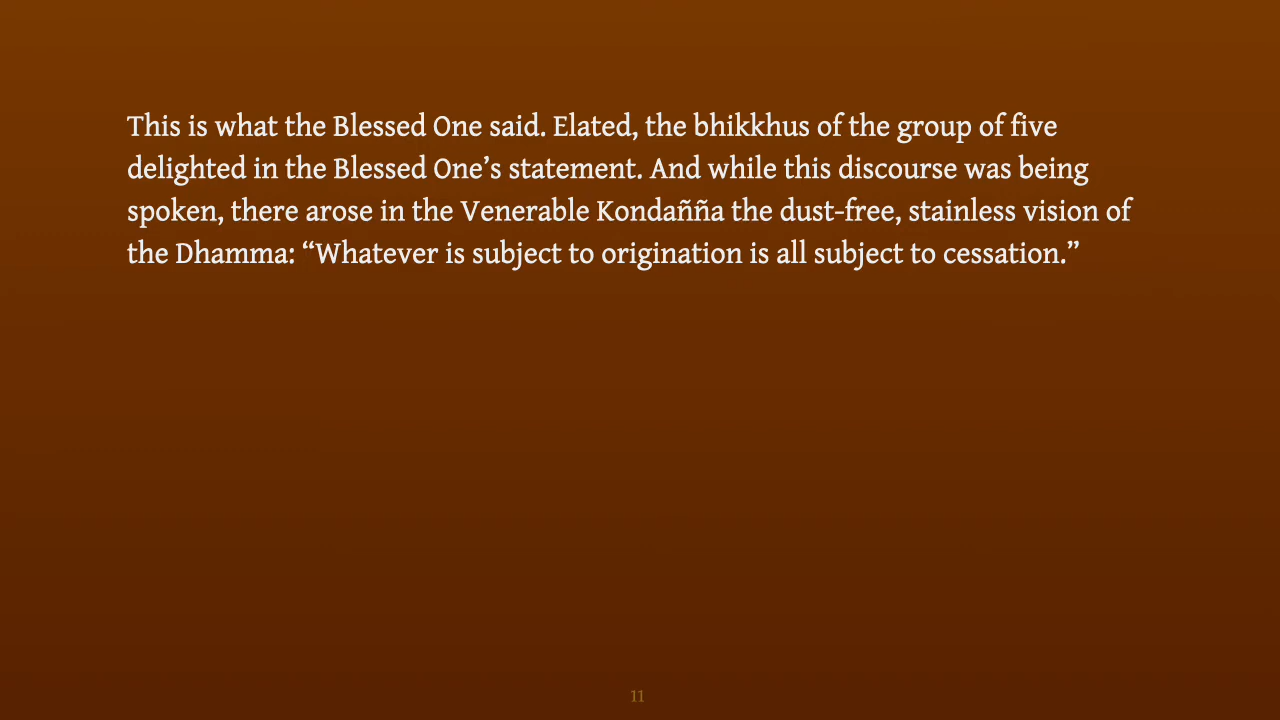 This is what the Blessed One said. Elated, the bhikkhus of the group of five
delighted in the Blessed One’s statement. And while this discourse was being
spoken, there arose in the Venerable Kondañña the dust-free, stainless vision of
the Dhamma: “Whatever is subject to origination is all subject to cessation.”
11